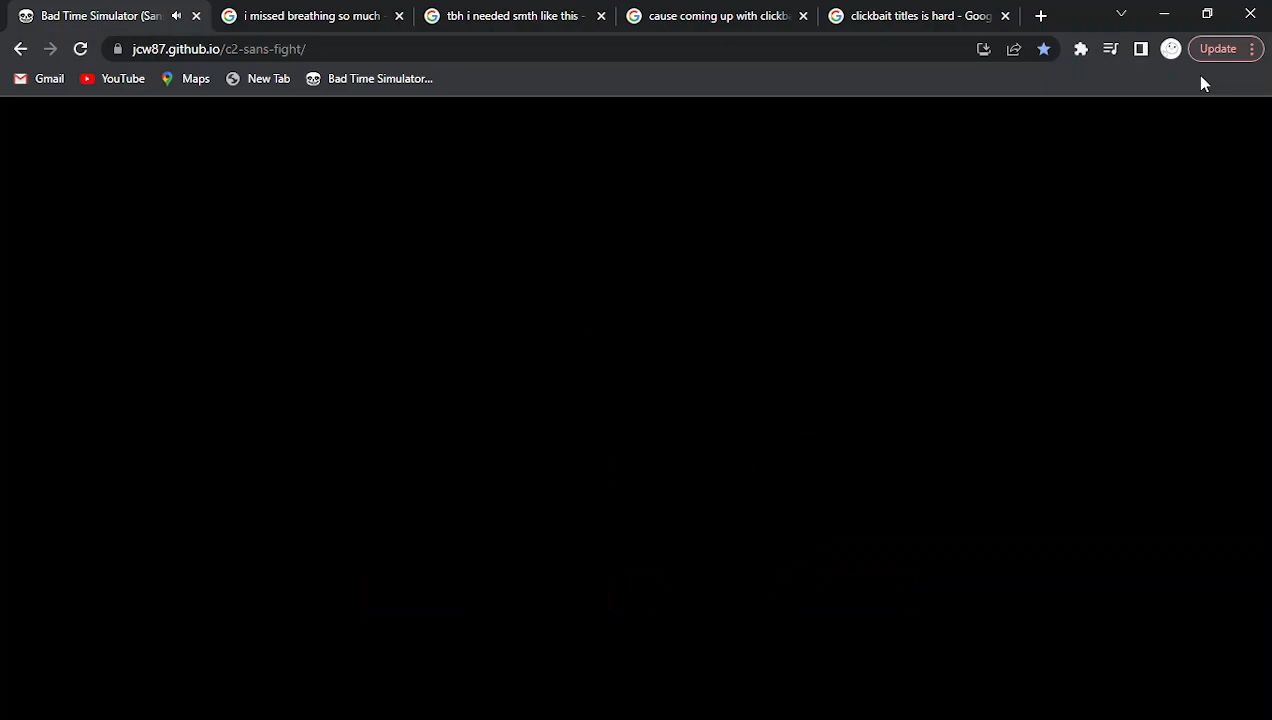 Bad Time Simulator (San
i missed breathing so much -
tbh i needed smth like this -
cause coming up with clickba
clickbait titles is hard - Goog
jcw87.github.io/c2-sans-fight/
Update
Gmail
YouTube
Maps
New Tab
Bad Time Simulator...